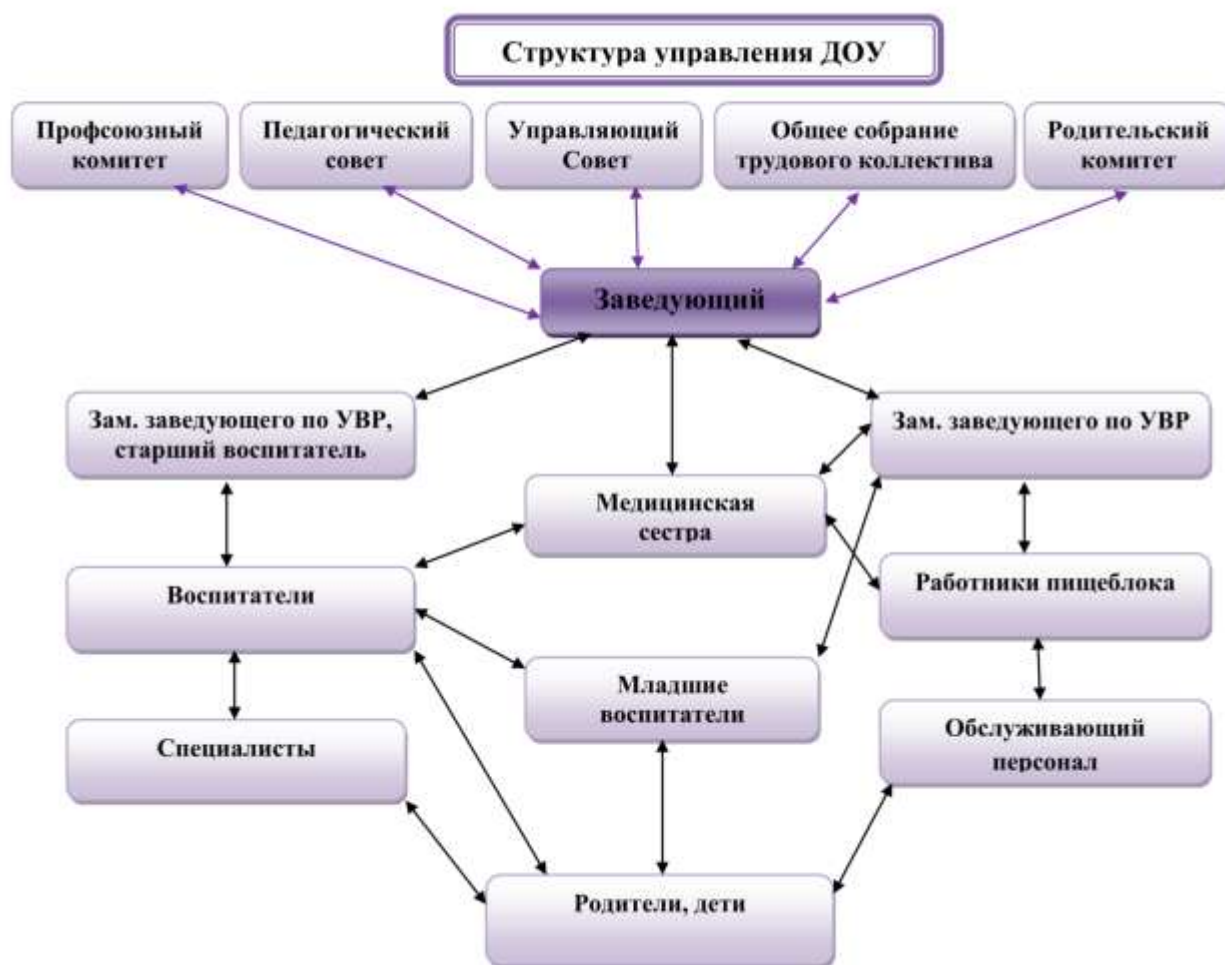 Структура управления ДОУ
Профсоюзный
комитет
Педагогический
совет
Управляющий
Совет
Общее собрание
трудового коллектива
Родительский
комитет
Заведующий
Зам. заведующего по УВР,
старший воспитатель
Зам. заведующего по УВР
Медицинская
сестра
Воспитатели
Работники пищеблока
Младшие
воспитатели
Специалисты
Обслуживающий
персонал
Родители, дети